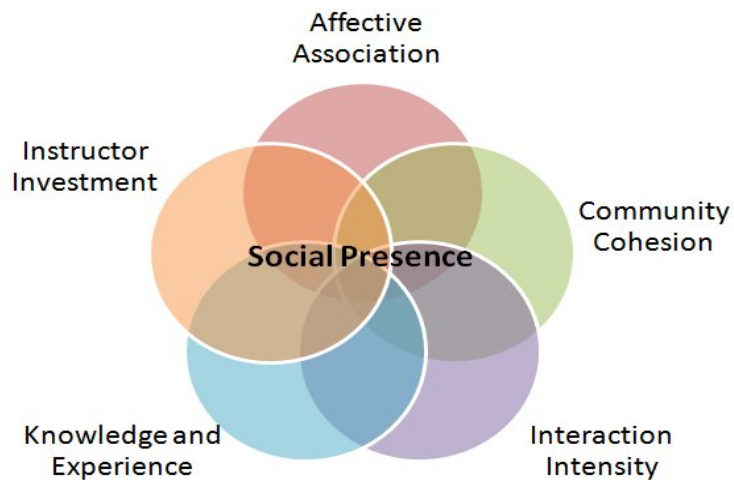 Affective
Association
Instructor
Investment
Community
Cohesion
Social Presence
Knowledge and
Experience
Interaction
Intensity